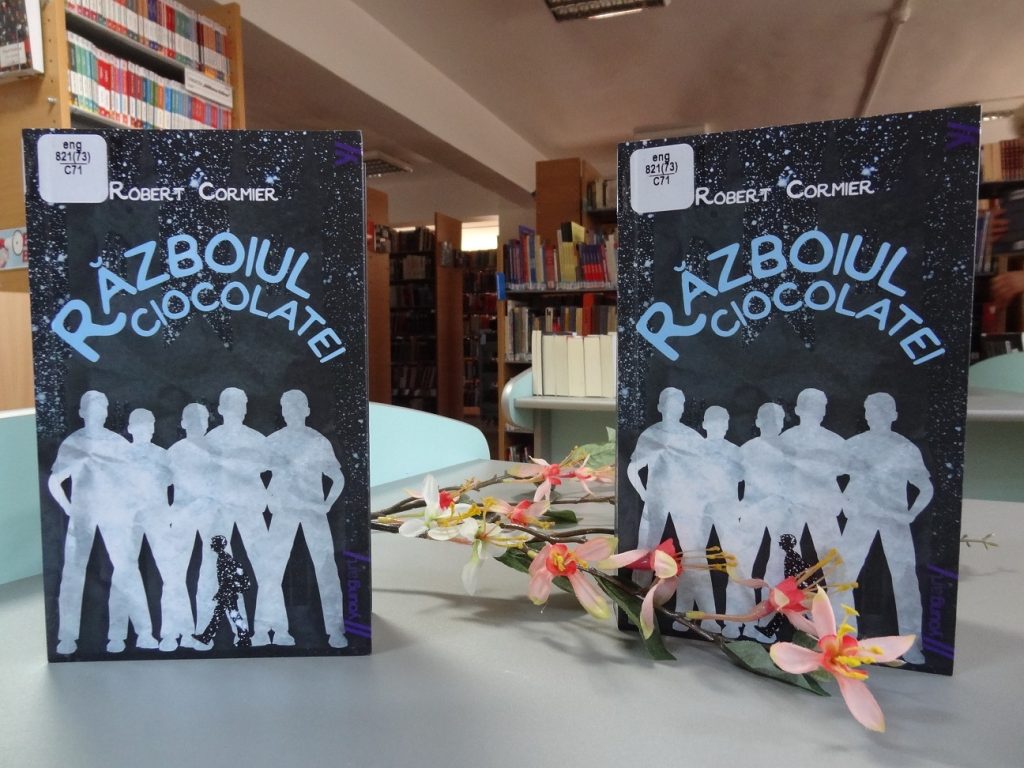 eng
821(73)
C71
ROBERT CORMIER
RĂZBOIUL
CIOCOLATEI
eng
821(73)
C71
ROBERT CORMIER
RĂZBOIUL
CIOCOLATEI